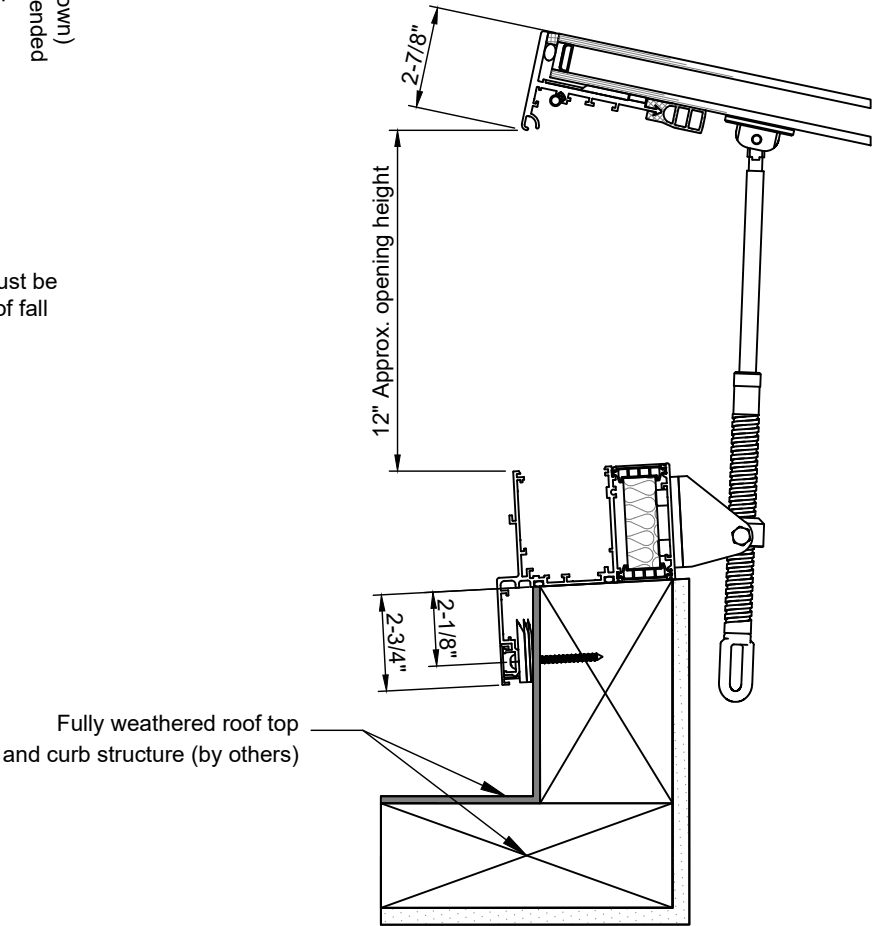 own)
ended
2-7/8"
12" Approx. opening height
ust be
of fall
2-3/4"
2-1/8"
Fully weathered roof top
and curb structure (by others)